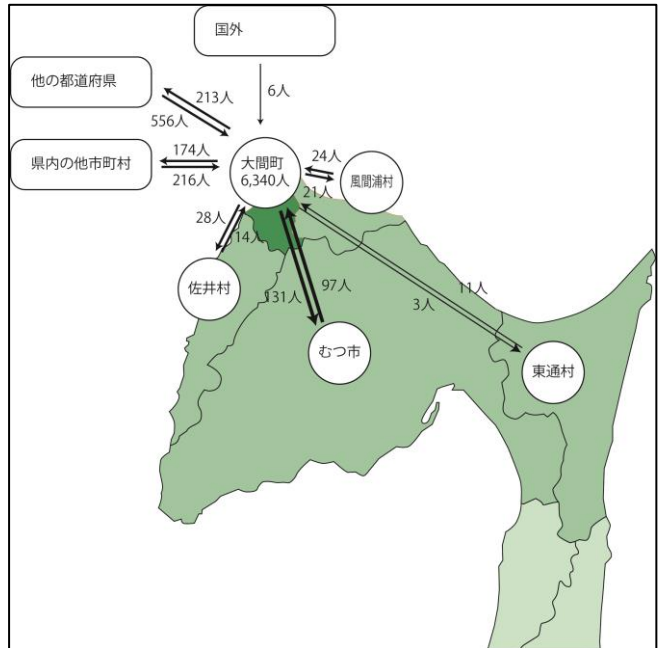 国外
他の都道府県
6人
213人
556人
県内の他市町村
174人
216人
大間町
6,340人
24人
21人
風間浦村
28人
14人
佐井村
131人
97人
むつ市
11人
3人
東通村